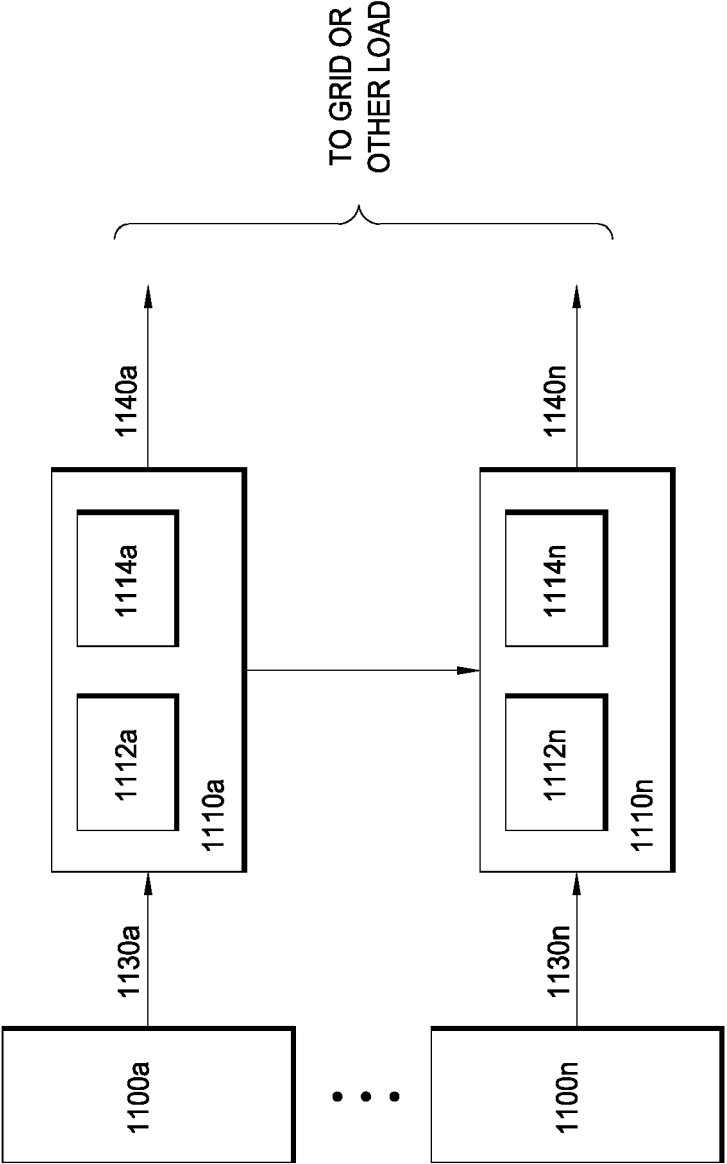 1100a
1130a
1110a
1112a
1114a
1140a
1100n
1130n
1110n
1112n
1114n
1140n
TO GRID OR
OTHER LOAD